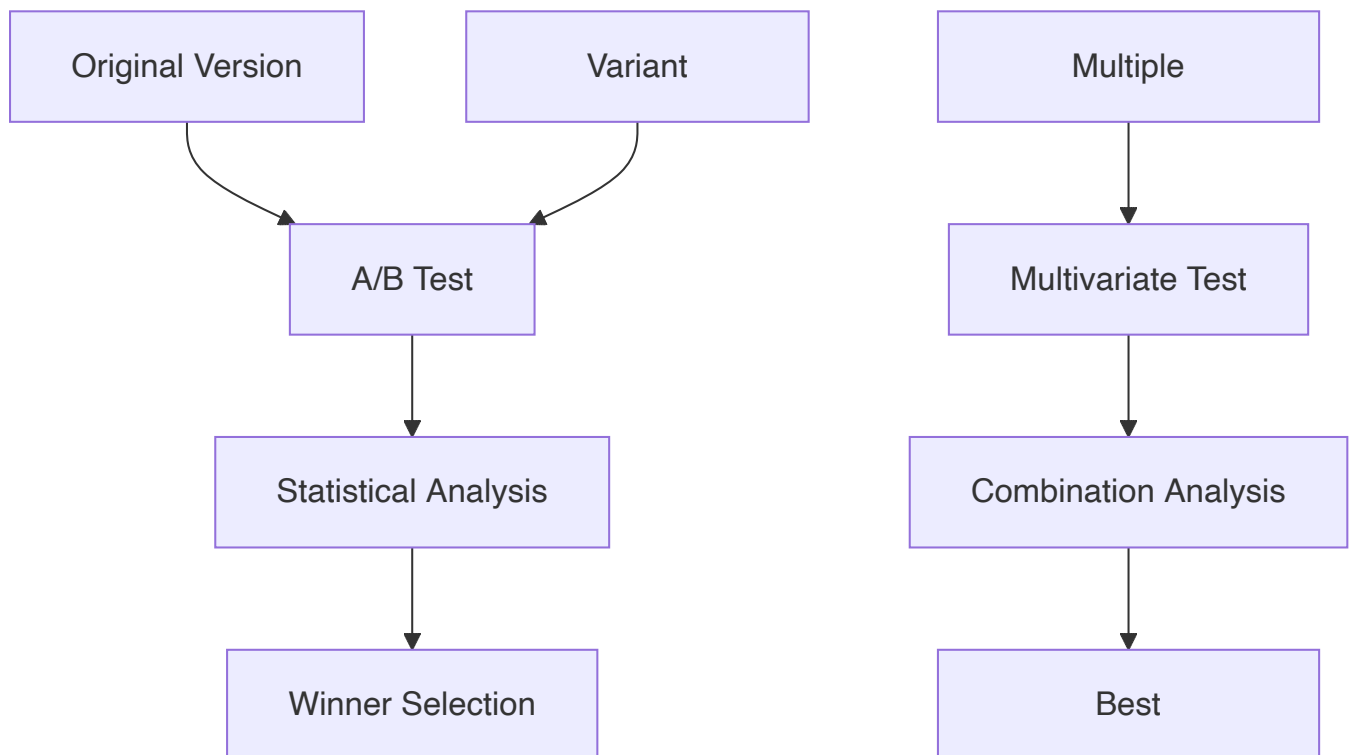 Original Version
Variant
Multiple
A/B Test
Multivariate Test
Statistical Analysis
Combination Analysis
Winner Selection
Best